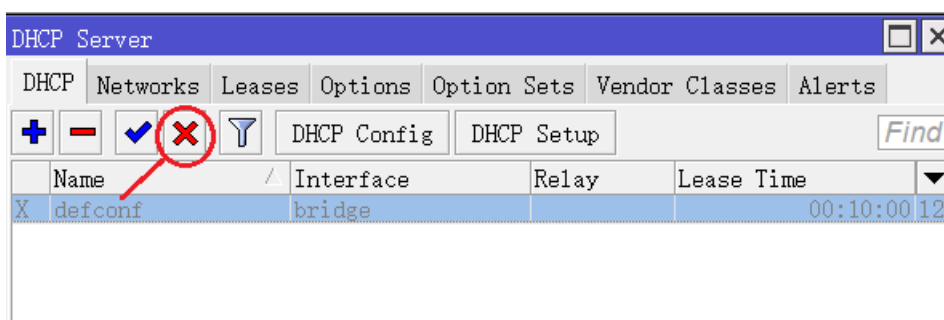 DHCP Server
DHCP Networks Leases Options Option Sets Vendor Classes Alerts
DHCP Config DHCP Setup Find
Name Interface Relay Lease Time
X defconf bridge 00:10:00 12